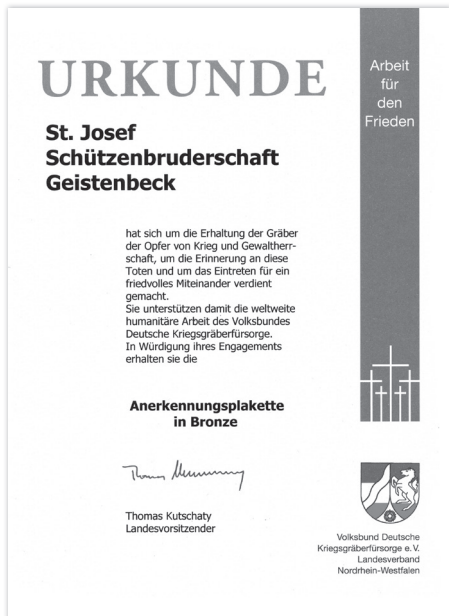 URKUNDE
Arbeit
für
den
Frieden
St. Josef
Schützenbruderschaft
Geistenbeck
hat sich um die Erhaltung der Gräber
der Opfer von Krieg und Gewaltherr-
schaft, um die Erinnerung an diese
Toten und um das Eintreten für ein
friedvolles Miteinander verdient
gemacht.
Sie unterstützen damit die weltweite
humanitäre Arbeit des Volksbundes
Deutsche Kriegsgräberfürsorge.
In Würdigung ihres Engagements
erhalten sie die
Anerkennungsplakette
in Bronze
Thomas Kutschaty
Landesvorsitzender
Volksbund Deutsche
Kriegsgräberfürsorge e.V.
Landesverband
Nordrhein-Westfalen